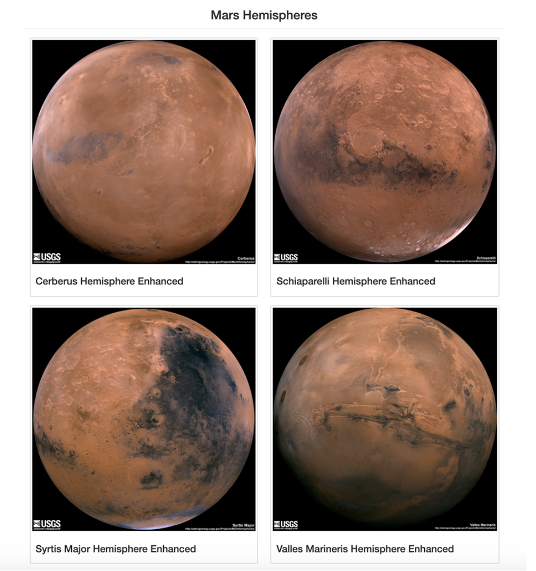 Mars Hemispheres
USGS
Cerberus
Cerberus Hemisphere Enhanced
USGS
Schiaparelli
Schiaparelli Hemisphere Enhanced
USGS
Syrtis Major
Syrtis Major Hemisphere Enhanced
USGS
Valles Marineris
Valles Marineris Hemisphere Enhanced